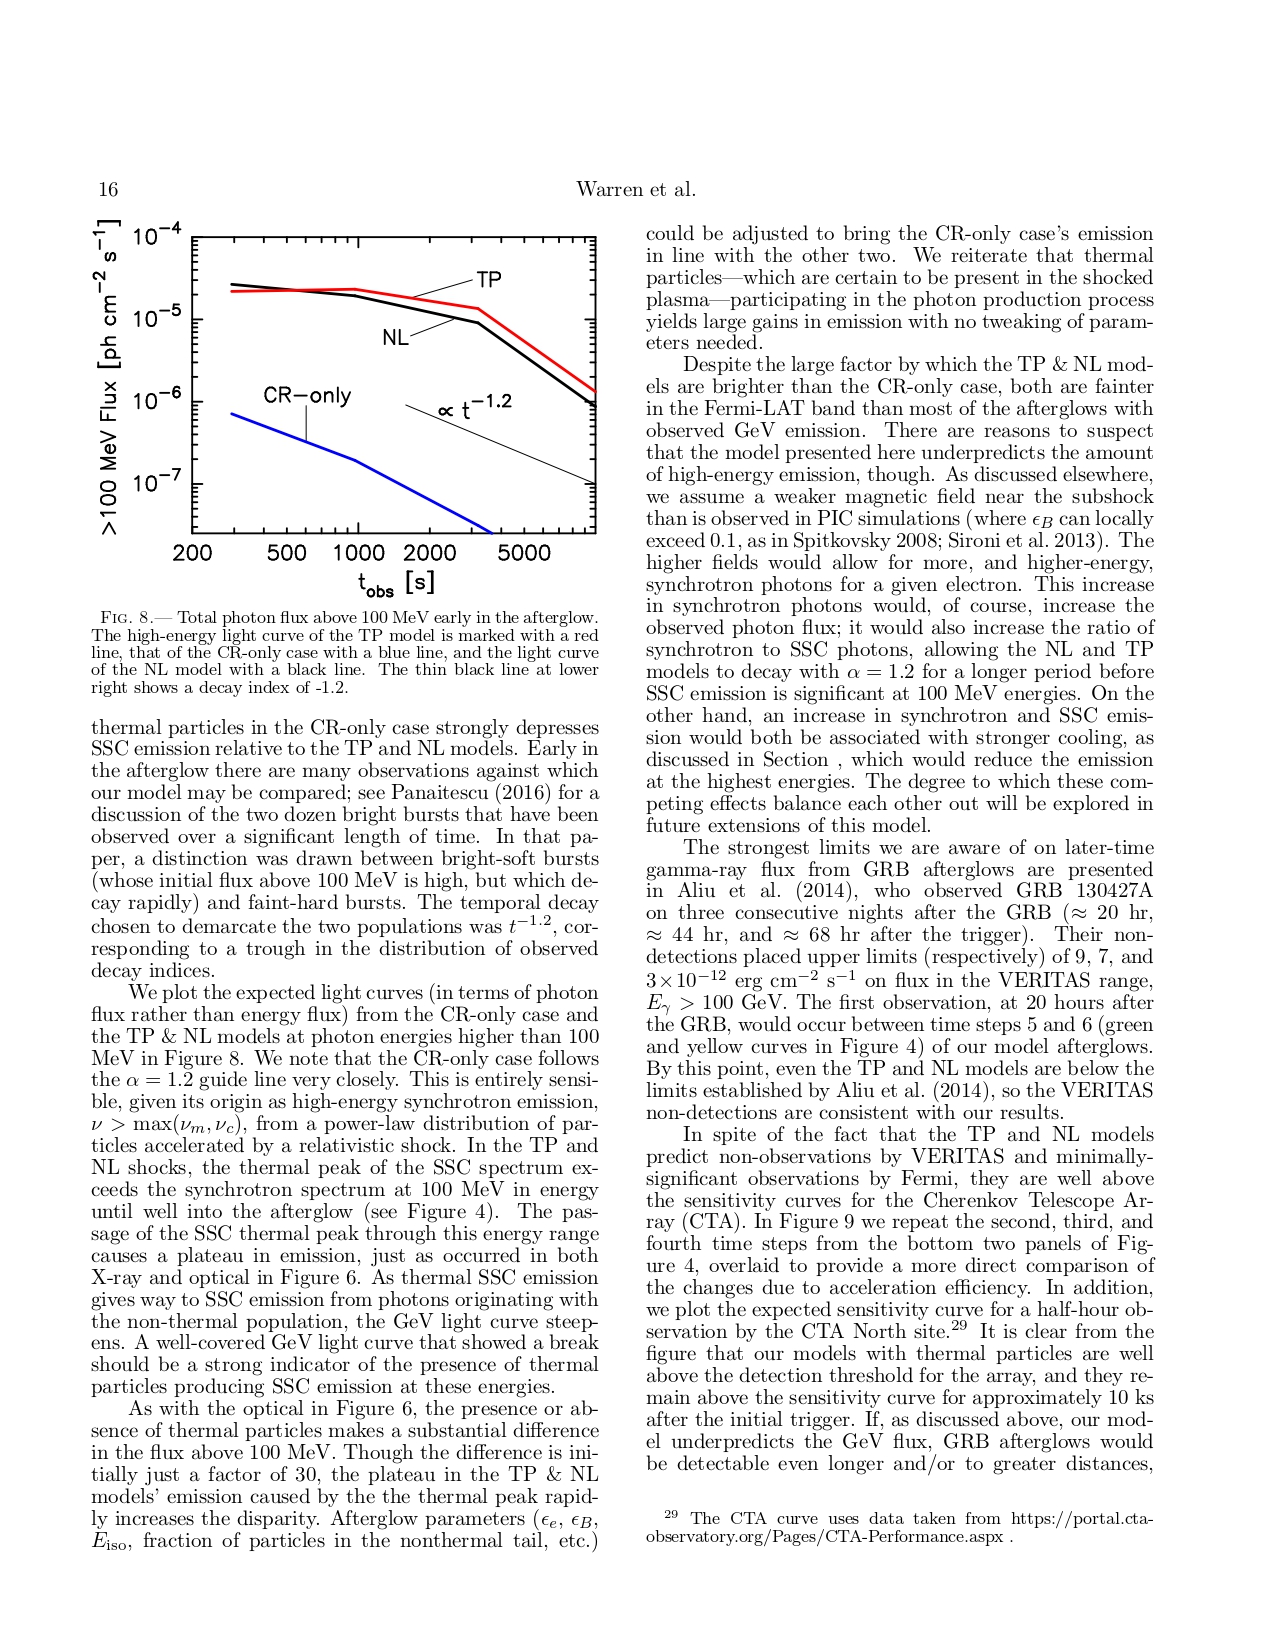 16
Warren et al.
>100 MeV Flux [ph cm−2 s−1]
10−4
10−5
10−6
10−7
TP
NL
CR−only
∝ t−1.2
200 500 1000 2000 5000
tobs [s]
Fig. 8.— Total photon flux above 100 MeV early in the afterglow.
The high-energy light curve of the TP model is marked with a red
line, that of the CR-only case with a blue line, and the light curve
of the NL model with a black line. The thin black line at lower
right shows a decay index of -1.2.
thermal particles in the CR-only case strongly depresses
SSC emission relative to the TP and NL models. Early in
the afterglow there are many observations against which
our model may be compared; see Panaitescu (2016) for a
discussion of the two dozen bright bursts that have been
observed over a significant length of time. In that pa-
per, a distinction was drawn between bright-soft bursts
(whose initial flux above 100 MeV is high, but which de-
cay rapidly) and faint-hard bursts. The temporal decay
chosen to demarcate the two populations was t−1.2, cor-
responding to a trough in the distribution of observed
decay indices.
We plot the expected light curves (in terms of photon
flux rather than energy flux) from the CR-only case and
the TP & NL models at photon energies higher than 100
MeV in Figure 8. We note that the CR-only case follows
the α = 1.2 guide line very closely. This is entirely sensi-
ble, given its origin as high-energy synchrotron emission,
ν > max(νm, νc), from a power-law distribution of par-
ticles accelerated by a relativistic shock. In the TP and
NL shocks, the thermal peak of the SSC spectrum ex-
ceeds the synchrotron spectrum at 100 MeV in energy
until well into the afterglow (see Figure 4). The pas-
sage of the SSC thermal peak through this energy range
causes a plateau in emission, just as occurred in both
X-ray and optical in Figure 6. As thermal SSC emission
gives way to SSC emission from photons originating with
the non-thermal population, the GeV light curve steep-
ens. A well-covered GeV light curve that showed a break
should be a strong indicator of the presence of thermal
particles producing SSC emission at these energies.
As with the optical in Figure 6, the presence or ab-
sence of thermal particles makes a substantial difference
in the flux above 100 MeV. Though the difference is ini-
tially just a factor of 30, the plateau in the TP & NL
models' emission caused by the the thermal peak rapid-
ly increases the disparity. Afterglow parameters (ϵe, ϵB,
Eiso, fraction of particles in the nonthermal tail, etc.)
could be adjusted to bring the CR-only case's emission
in line with the other two. We reiterate that thermal
particles—which are certain to be present in the shocked
plasma—participating in the photon production process
yields large gains in emission with no tweaking of param-
eters needed.
Despite the large factor by which the TP & NL mod-
els are brighter than the CR-only case, both are fainter
in the Fermi-LAT band than most of the afterglows with
observed GeV emission. There are reasons to suspect
that the model presented here underpredicts the amount
of high-energy emission, though. As discussed elsewhere,
we assume a weaker magnetic field near the subshock
than is observed in PIC simulations (where ϵB can locally
exceed 0.1, as in Spitkovsky 2008; Sironi et al. 2013). The
higher fields would allow for more, and higher-energy,
synchrotron photons for a given electron. This increase
in synchrotron photons would, of course, increase the
observed photon flux; it would also increase the ratio of
synchrotron to SSC photons, allowing the NL and TP
models to decay with α = 1.2 for a longer period before
SSC emission is significant at 100 MeV energies. On the
other hand, an increase in synchrotron and SSC emis-
sion would both be associated with stronger cooling, as
discussed in Section , which would reduce the emission
at the highest energies. The degree to which these com-
peting effects balance each other out will be explored in
future extensions of this model.
The strongest limits we are aware of on later-time
gamma-ray flux from GRB afterglows are presented
in Aliu et al. (2014), who observed GRB 130427A
on three consecutive nights after the GRB (≈ 20 hr,
≈ 44 hr, and ≈ 68 hr after the trigger). Their non-
detections placed upper limits (respectively) of 9, 7, and
3×10−12 erg cm−2 s−1 on flux in the VERITAS range,
Eγ > 100 GeV. The first observation, at 20 hours after
the GRB, would occur between time steps 5 and 6 (green
and yellow curves in Figure 4) of our model afterglows.
By this point, even the TP and NL models are below the
limits established by Aliu et al. (2014), so the VERITAS
non-detections are consistent with our results.
In spite of the fact that the TP and NL models
predict non-observations by VERITAS and minimally-
significant observations by Fermi, they are well above
the sensitivity curves for the Cherenkov Telescope Ar-
ray (CTA). In Figure 9 we repeat the second, third, and
fourth time steps from the bottom two panels of Fig-
ure 4, overlaid to provide a more direct comparison of
the changes due to acceleration efficiency. In addition,
we plot the expected sensitivity curve for a half-hour ob-
servation by the CTA North site.29 It is clear from the
figure that our models with thermal particles are well
above the detection threshold for the array, and they re-
main above the sensitivity curve for approximately 10 ks
after the initial trigger. If, as discussed above, our mod-
el underpredicts the GeV flux, GRB afterglows would
be detectable even longer and/or to greater distances,
29 The CTA curve uses data taken from https://portal.cta-
observatory.org/Pages/CTA-Performance.aspx .